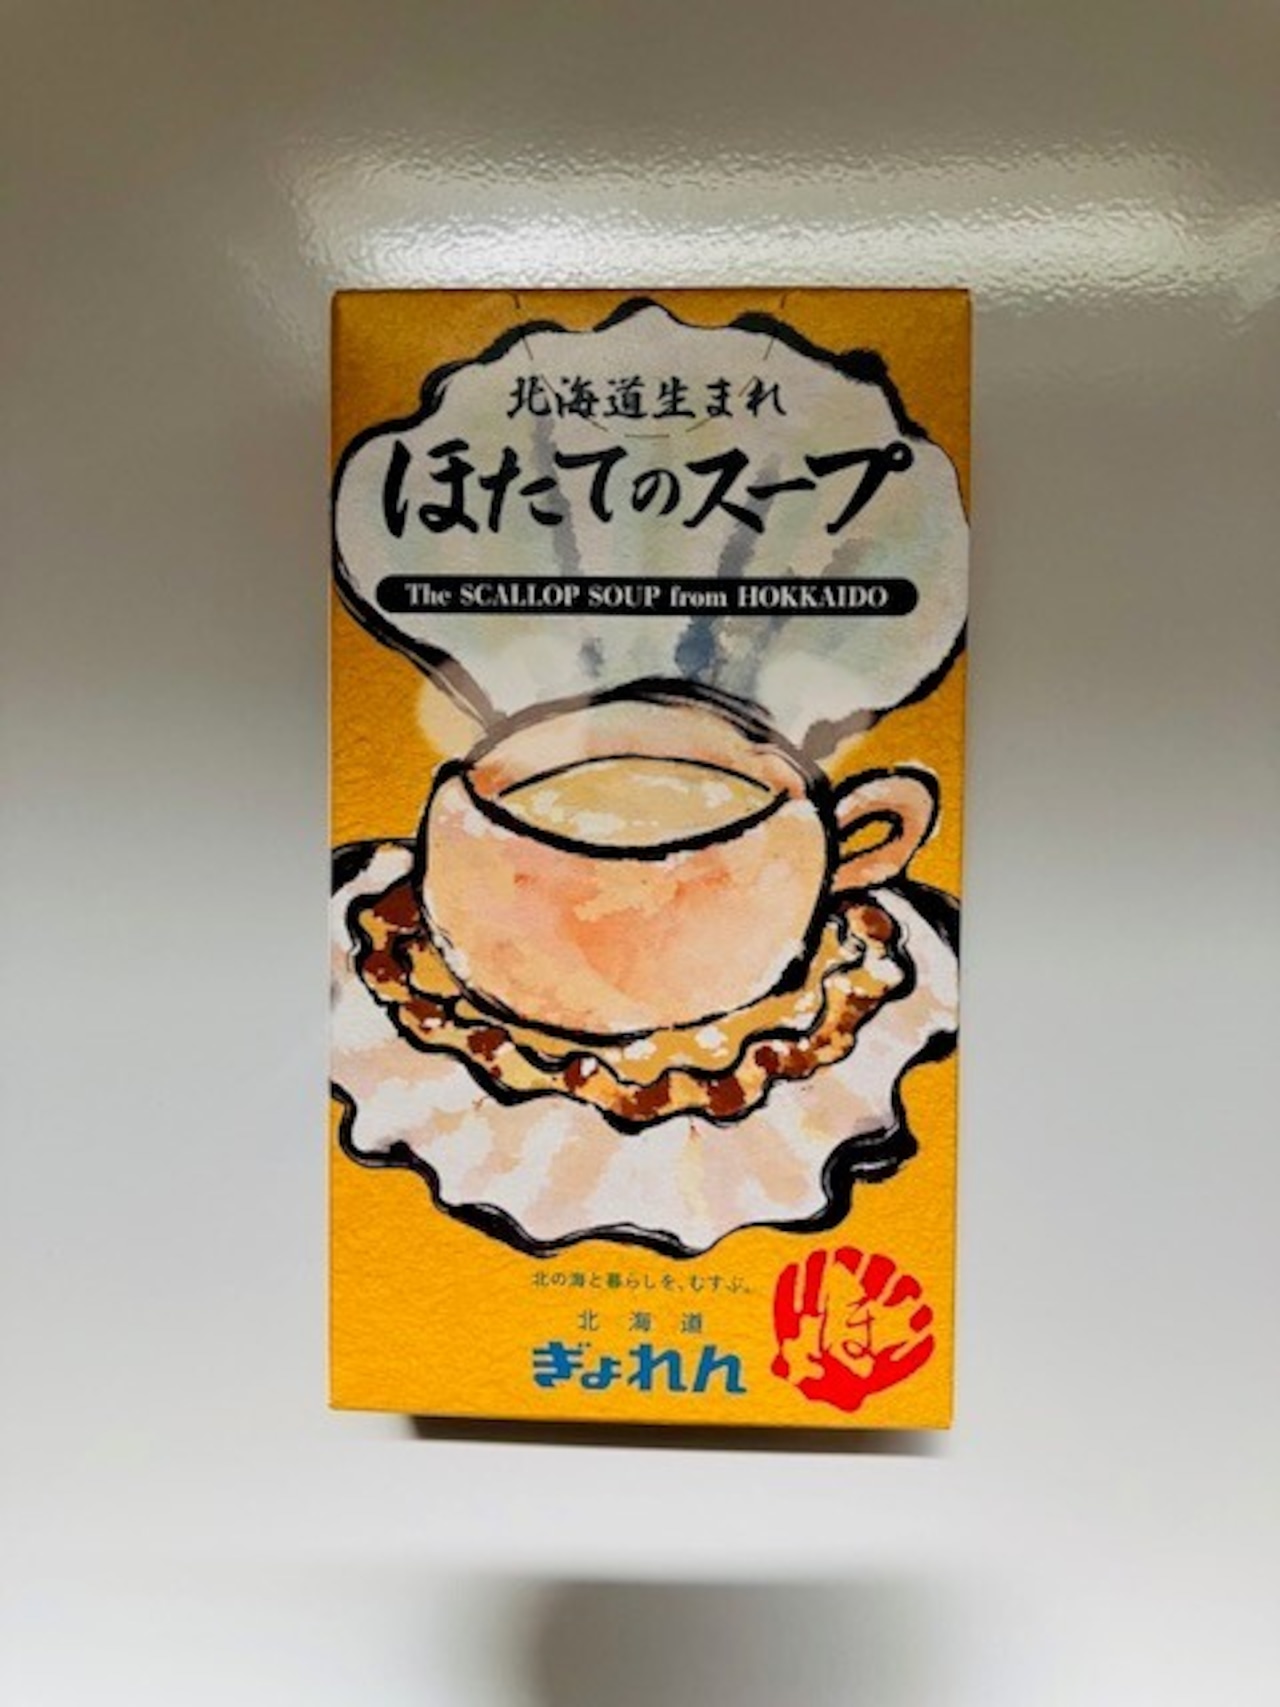 北海道生まれ
ほたてのスープ
The SCALLOP SOUP from HOKKAIDO
北の海と暮らしを、むすぶ。
北海道
ぎょれん
ほ